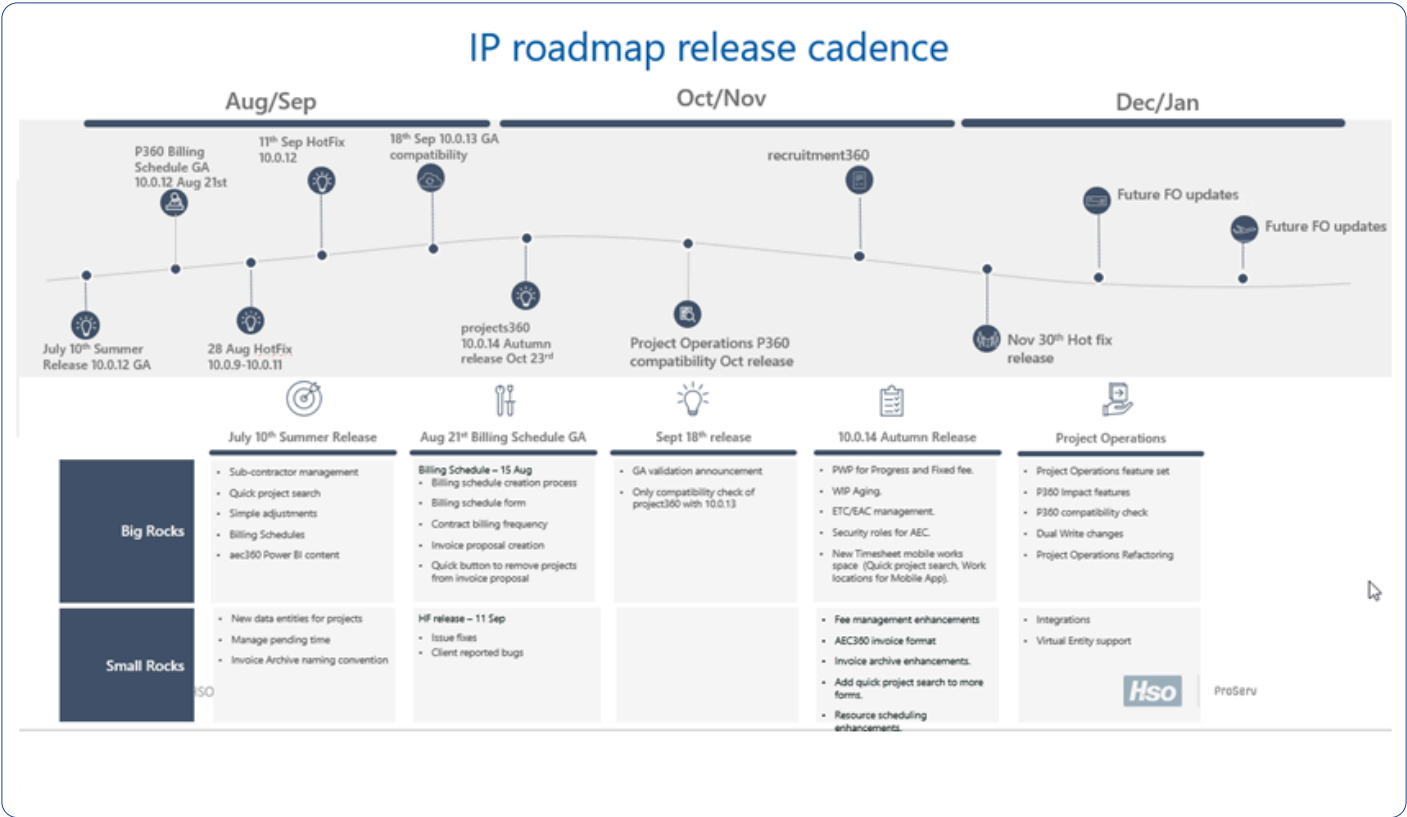 IP roadmap release cadence
Aug/Sep
Oct/Nov
Dec/Jan
P360 Billing
Schedule GA
10.0.12 Aug 21st
11th Sep HotFix
10.0.12
18th Sep 10.0.13 GA
compatibility
recruitment360
Future FO updates
Future FO updates
July 10th Summer
Release 10.0.12 GA
28 Aug HotFix
10.0.9-10.0.11
projects360
10.0.14 Autumn
release Oct 23rd
Project Operations P360
compatibility Oct release
Nov 30th Hot fix
release
July 10th Summer Release
Aug 21st Billing Schedule GA
Sept 18th release
10.0.14 Autumn Release
Project Operations
Big Rocks
• Sub-contractor management
• Quick project search
• Simple adjustments
• Billing Schedules
• aec360 Power BI content
Billing Schedule – 15 Aug
• Billing schedule creation process
• Billing schedule form
• Contract billing frequency
• Invoice proposal creation
• Quick button to remove projects
from invoice proposal
• GA validation announcement
• Only compatibility check of
project360 with 10.0.13
• PWP for Progress and Fixed fee.
• WIP Aging.
• ETC/EAC management.
• Security roles for AEC.
• New Timesheet mobile works
space (Quick project search, Work
locations for Mobile App).
• Project Operations feature set
• P360 Impact features
• P360 compatibility check
• Dual Write changes
• Project Operations Refactoring
Small Rocks
• New data entities for projects
• Manage pending time
• Invoice Archive naming convention
HF release – 11 Sep
• Issue fixes
• Client reported bugs
• Fee management enhancements
• AEC360 invoice format
• Invoice archive enhancements.
• Add quick project search to more
forms.
• Resource scheduling
enhancements.
• Integrations
• Virtual Entity support
HSO
Hso
ProServ